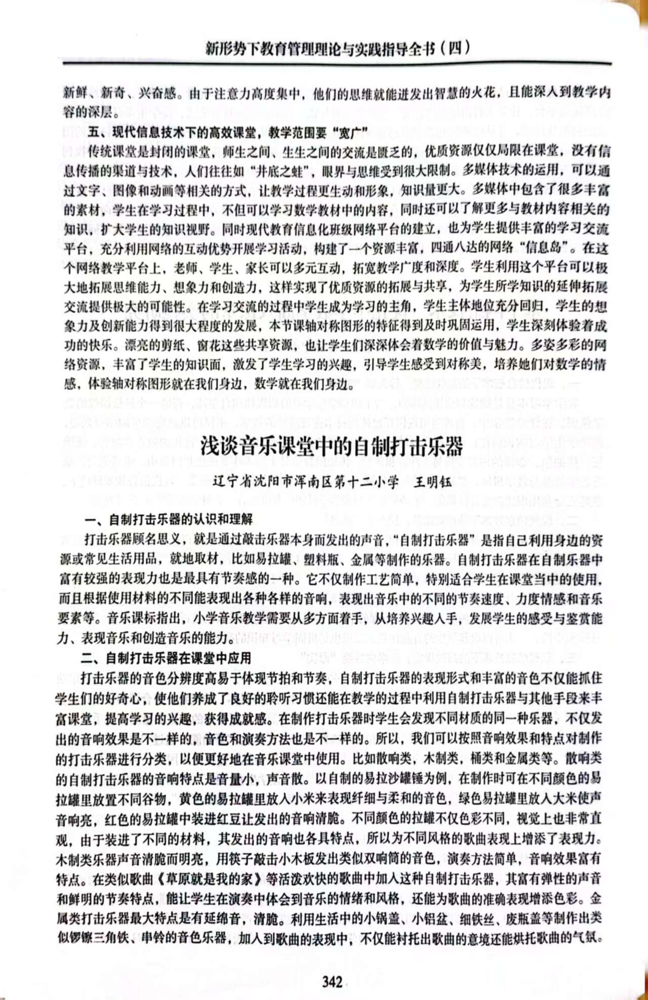 新形势下教育管理理论与实践指导全书(四)
新鲜、新奇、兴奋感。由于注意力高度集中，他们的思维就能迸发出智慧的火花，且能深入到教学内
容的深层。
五、现代信息技术下的高效课堂，教学范围要“宽广”
传统课堂是封闭的课堂，师生之间、生生之间的交流是匮乏的，优质资源仅仅局限在课堂，没有信
息传播的渠道与技术，人们往往如“井底之蛙”，眼界与思维受到很大限制。多媒体技术的运用，可以通
过文字、图像和动画等相关的方式，让教学过程更生动和形象，知识量更大。多媒体中包含了很多丰富
的素材，学生在学习过程中，不但可以学习数学教材中的内容，同时还可以了解更多与教材内容相关的
知识，扩大学生的知识视野。同时现代教育信息化班级网络平台的建立，也为学生提供丰富的学习交流
平台，充分利用网络的互动优势开展学习活动，构建了一个资源丰富，四通八达的网络“信息岛”。在这
个网络教学平台上，老师、学生、家长可以多元互动，拓宽教学广度和深度。学生利用这个平台可以极
大地拓展思维能力、想象力和创造力，这样实现了优质资源的拓展与共享，为学生所学知识的延伸拓展
交流提供极大的可能性。在学习交流的过程中学生成为学习的主角，学生主体地位充分回归，学生的想
象力及创新能力得到很大程度的发展，本节课轴对称图形的特征得到及时巩固运用，学生深刻体验着成
功的快乐。漂亮的剪纸、窗花这些共享资源，也让学生们深深体会着数学的价值与魅力。多姿多彩的网
络资源，丰富了学生的知识面，激发了学生学习的兴趣，引导学生感受到对称美，培养她们对数学的情
感，体验轴对称图形就在我们身边，数学就在我们身边。
浅谈音乐课堂中的自制打击乐器
辽宁省沈阳市浑南区第十二小学 王明钰
一、自制打击乐器的认识和理解
打击乐器顾名思义，就是通过敲击乐器本身而发出的声音，“自制打击乐器”是指自己利用身边的资
源或常见生活用品，就地取材，比如易拉罐、塑料瓶、金属等制作的乐器。自制打击乐器在自制乐器中
富有较强的表现力也是最具有节奏感的一种。它不仅制作工艺简单，特别适合学生在课堂当中的使用，
而且根据使用材料的不同能表现出各种各样的音响，表现出音乐中的不同的节奏速度、力度情感和音乐
要素等。音乐课标指出，小学音乐教学需要从多方面着手，从培养兴趣入手，发展学生的感受与鉴赏能
力、表现音乐和创造音乐的能力。
二、自制打击乐器在课堂中应用
打击乐器的音色分辨度高易于体现节拍和节奏，自制打击乐器的表现形式和丰富的音色不仅能抓住
学生们的好奇心，使他们养成了良好的聆听习惯还能在教学的过程中利用自制打击乐器与其他手段来丰
富课堂，提高学习的兴趣，获得成就感。在制作打击乐器时学生会发现不同材质的同一种乐器，不仅发
出的音响效果是不一样的，音色和演奏方法也是不一样的。所以，我们可以按照音响效果和特点对制作
的打击乐器进行分类，以便更好地在音乐课堂中使用。比如散响类，木制类，桶类和金属类等。散响类
的自制打击乐器的音响特点是音量小，声音散。以自制的易拉沙罐锤为例，在制作时可在不同颜色的易
拉罐里放置不同谷物，黄色的易拉罐里放入小米来表现纤细与柔和的音色，绿色易拉罐里放入大米使声
音响亮，红色的易拉罐中装进红豆让发出的音响清脆。不同颜色的拉罐不仅色彩不同，视觉上也非常直
观，由于装进了不同的材料，其发出的音响也各具特点，所以为不同风格的歌曲表现上增添了表现力。
木制类乐器声音清脆而明亮，用筷子敲击小木板发出类似双响筒的音色，演奏方法简单，音响效果富有
特点。在类似歌曲《草原就是我的家》等活泼欢快的歌曲中加入这种自制打击乐器，其富有弹性的声音
和鲜明的节奏特点，能让学生在演奏中体会到音乐的情绪和风格，还能为歌曲的准确表现增添色彩。金
属类打击乐器最大特点是有延绵音，清脆。利用生活中的小锅盖、小铝盆、细铁丝、废瓶盖等制作出类
似锣镲三角铁、串铃的音色乐器，加入到歌曲的表现中，不仅能衬托出歌曲的意境还能烘托歌曲的气氛。
342